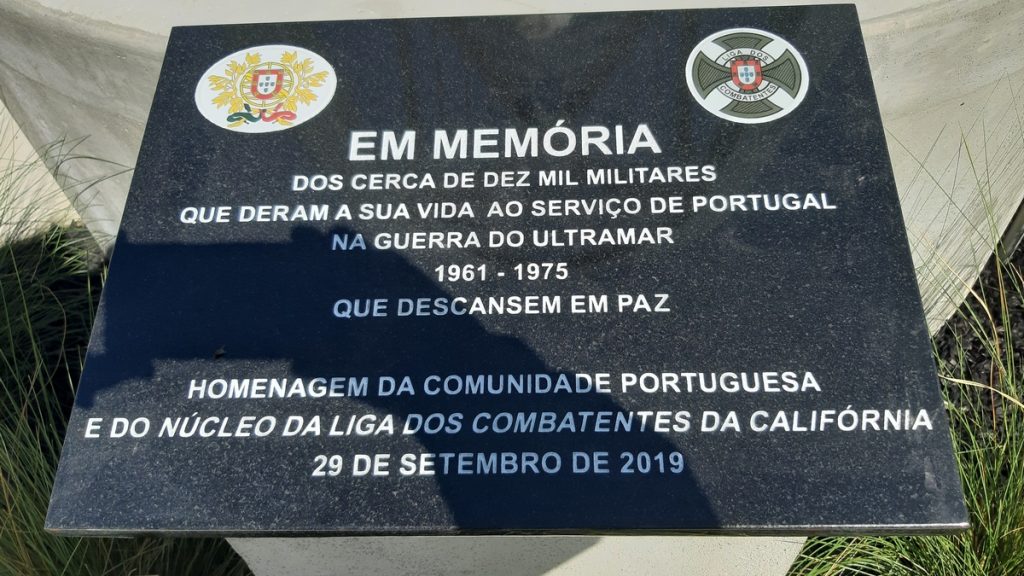 LIGA DOS
COMBATENTES
EM MEMÓRIA
DOS CERCA DE DEZ MIL MILITARES
QUE DERAM A SUA VIDA AO SERVIÇO DE PORTUGAL
NA GUERRA DO ULTRAMAR
1961 - 1975
QUE DESCANSEM EM PAZ
HOMENAGEM DA COMUNIDADE PORTUGUESA
E DO NÚCLEO DA LIGA DOS COMBATENTES DA CALIFÓRNIA
29 DE SETEMBRO DE 2019